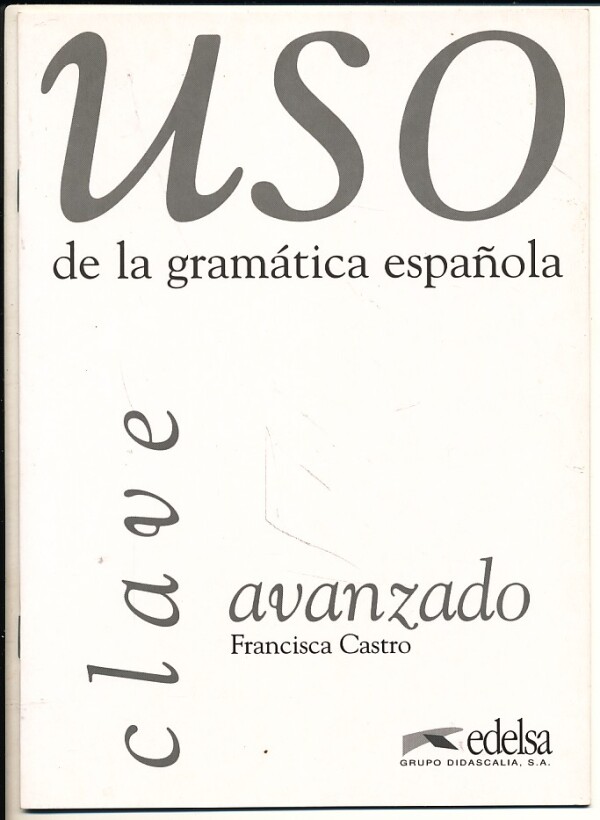 uso
de la gramática española
clave
avanzado
Francisca Castro
edelsa
GRUPO DIDASCALIA, S.A.